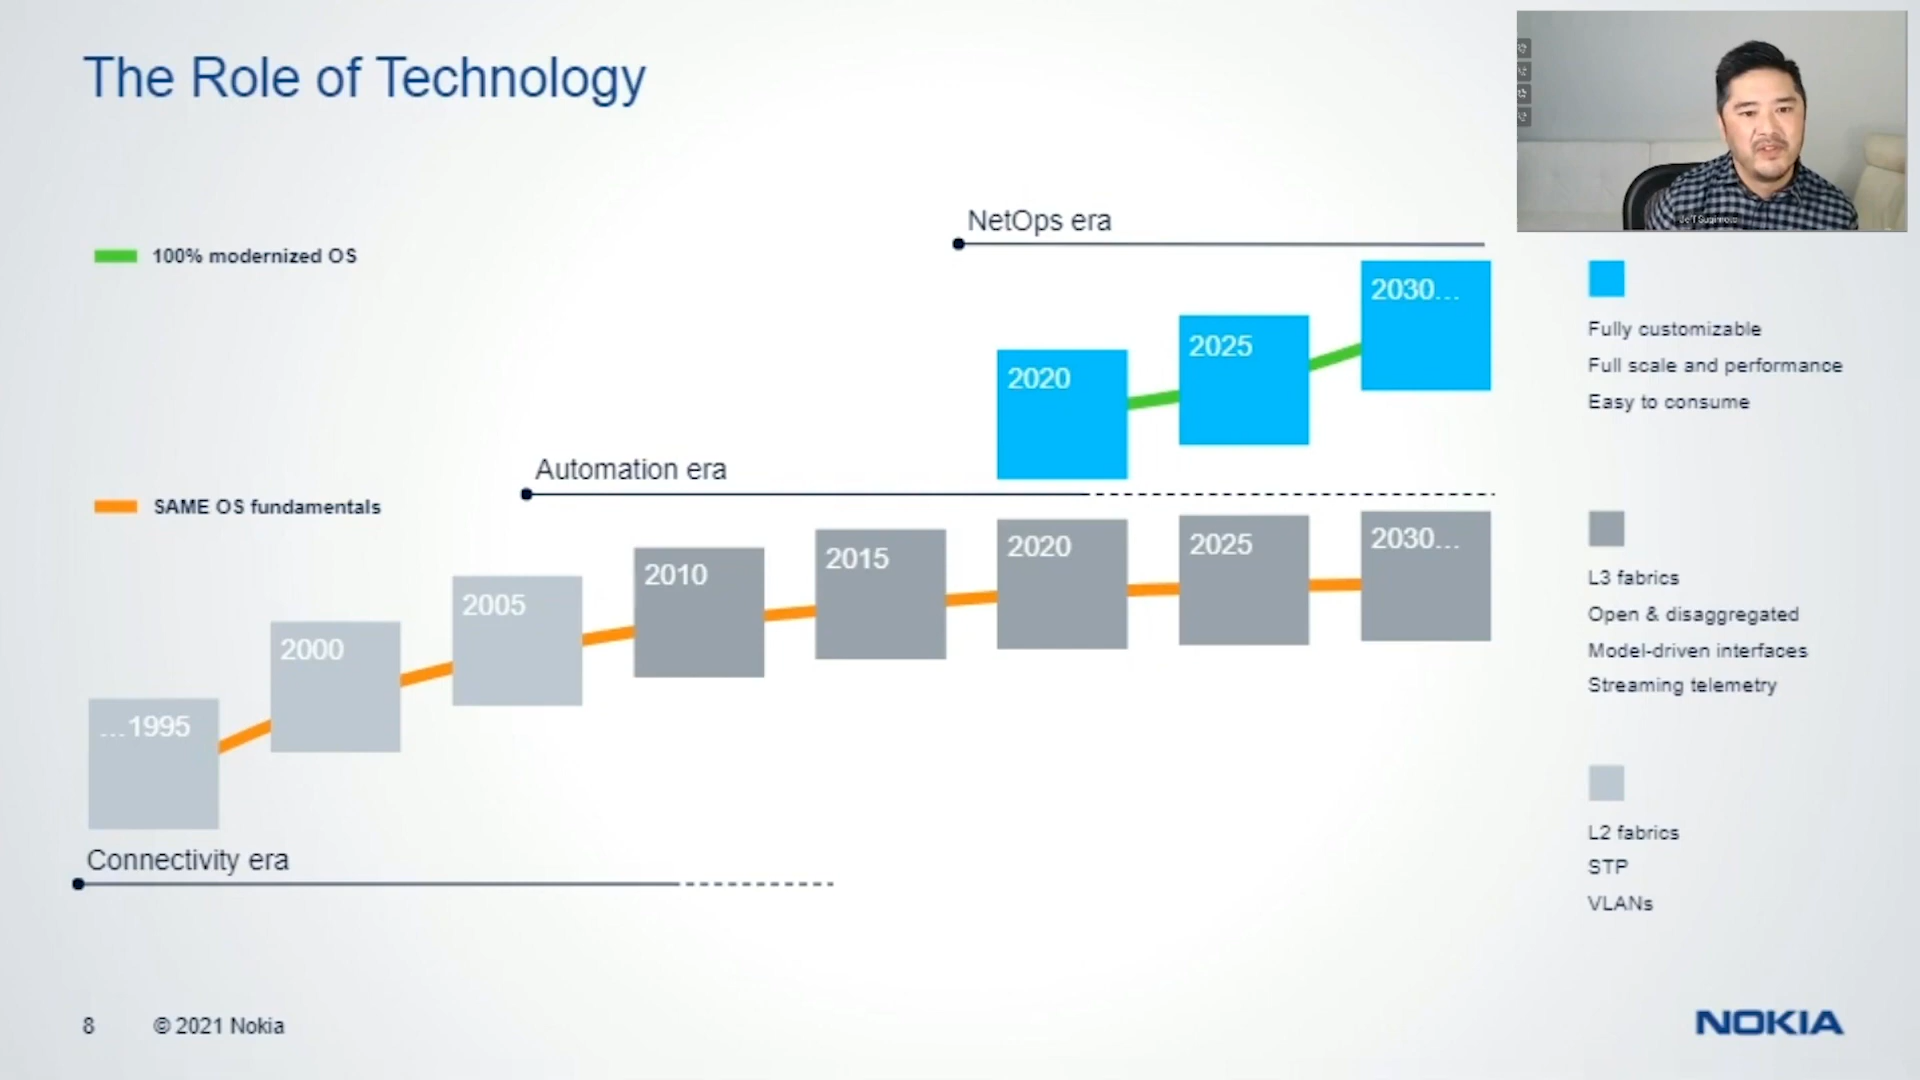 The Role of Technology
Jeff Sugimoto
NetOps era
100% modernized OS
2030...
2025
2020
Fully customizable
Full scale and performance
Easy to consume
Automation era
SAME OS fundamentals
2030...
2025
2020
2015
2010
2005
2000
...1995
L3 fabrics
Open & disaggregated
Model-driven interfaces
Streaming telemetry
L2 fabrics
STP
VLANs
Connectivity era
8 © 2021 Nokia
NOKIA